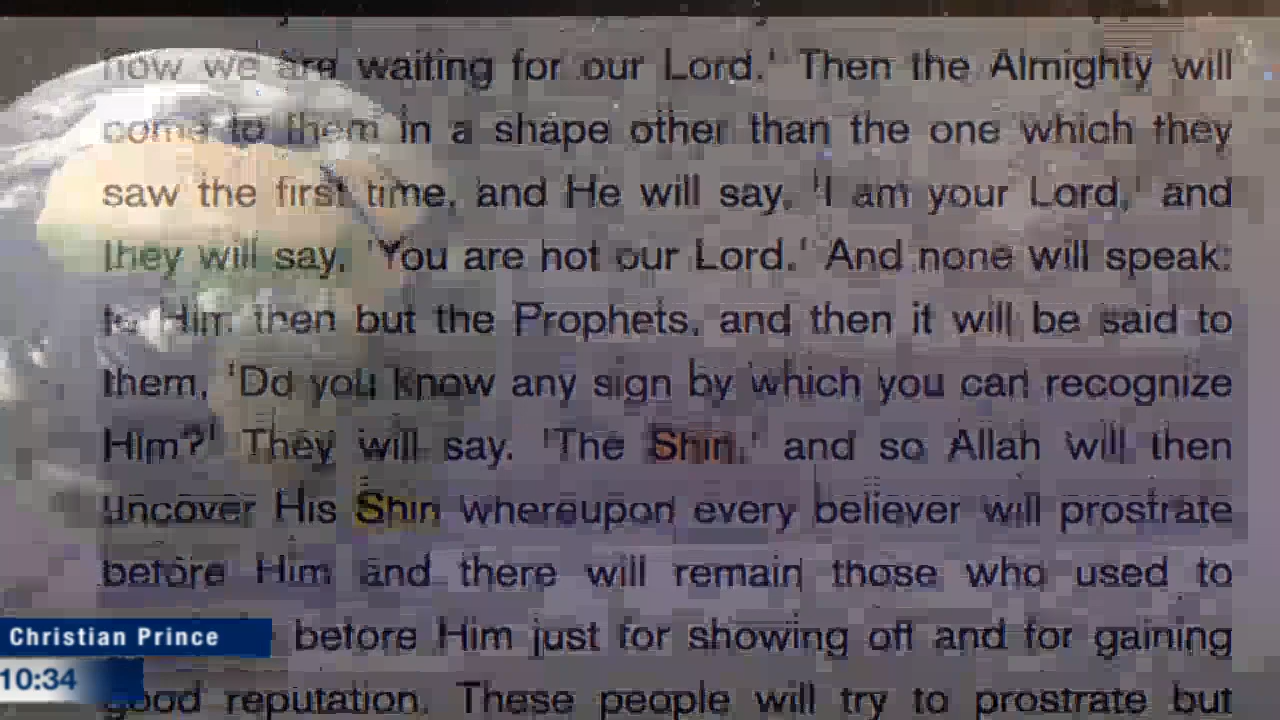 now we are waiting for our Lord.' Then the Almighty will
come to them in a shape other than the one which they
saw the first time, and He will say, 'I am your Lord,' and
they will say, 'You are not our Lord.' And none will speak:
to Him then but the Prophets, and then it will be said to
them, 'Do you know any sign by which you can recognize
Him?' They will say. 'The Shin,' and so Allah will then
uncover His Shin whereupon every believer will prostrate
before Him and there will remain those who used to
before Him just for showing off and for gaining
good reputation. These people will try to prostrate but
Christian Prince
10:34